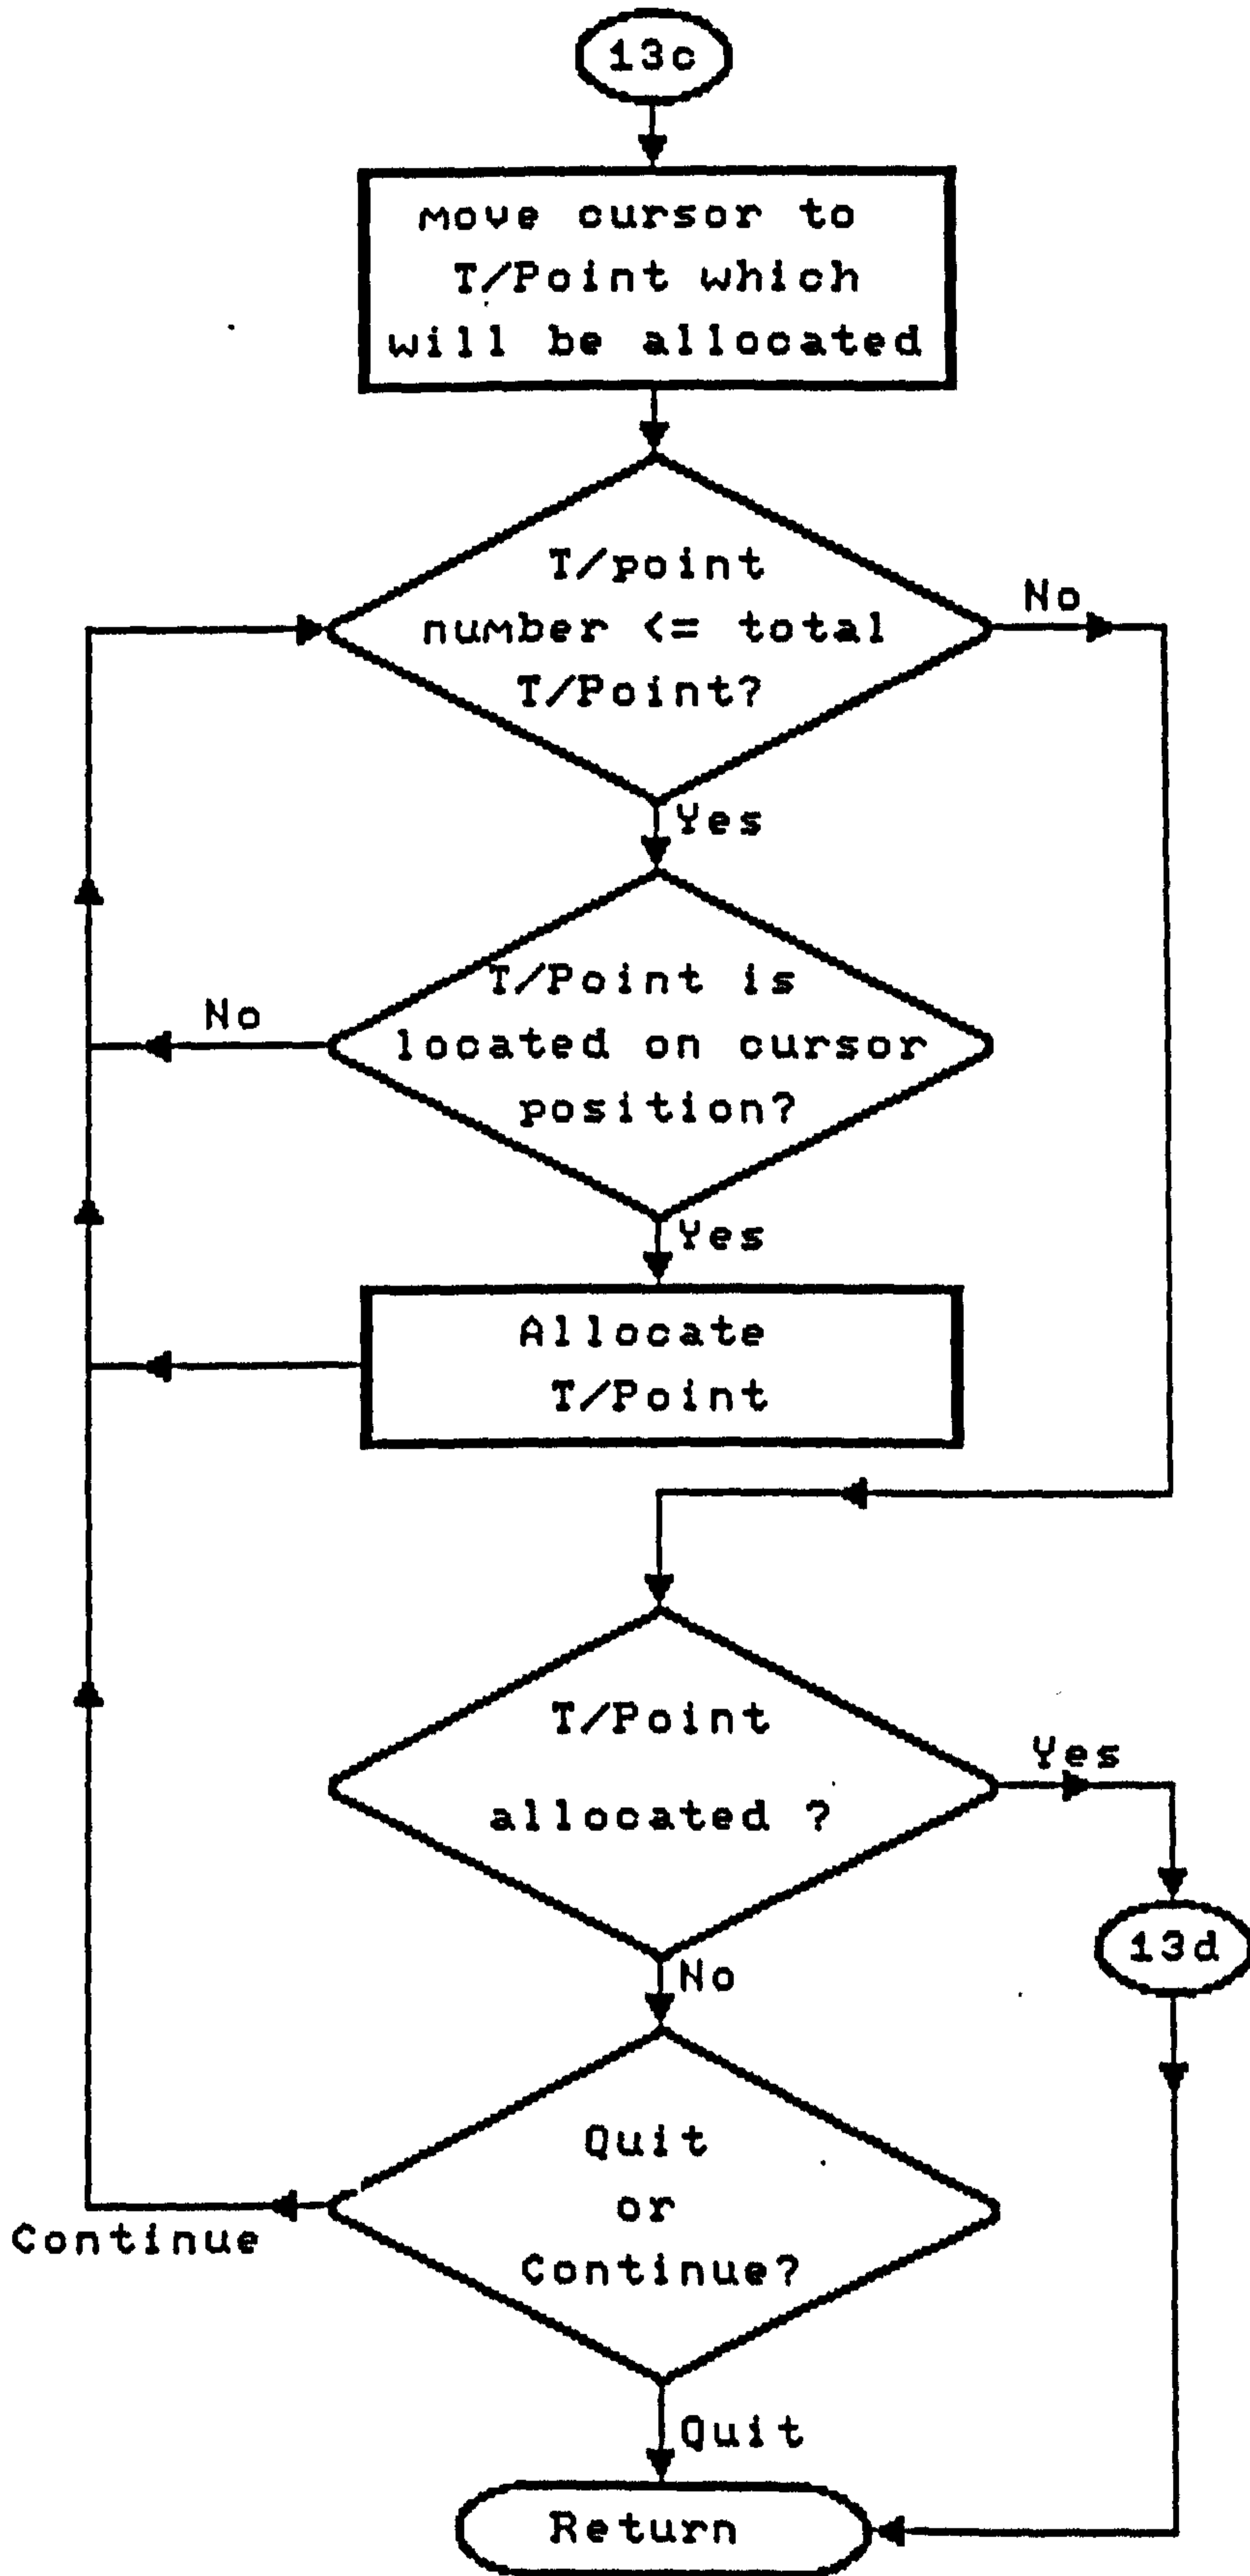 13c
move cursor to
T/Point which
will be allocated
T/point
number <= total
T/Point?
No
Yes
T/Point is
located on cursor
position?
No
Yes
Allocate
T/Point
T/Point
allocated ?
Yes
13d
No
Quit
or
Continue?
Continue
Quit
Return